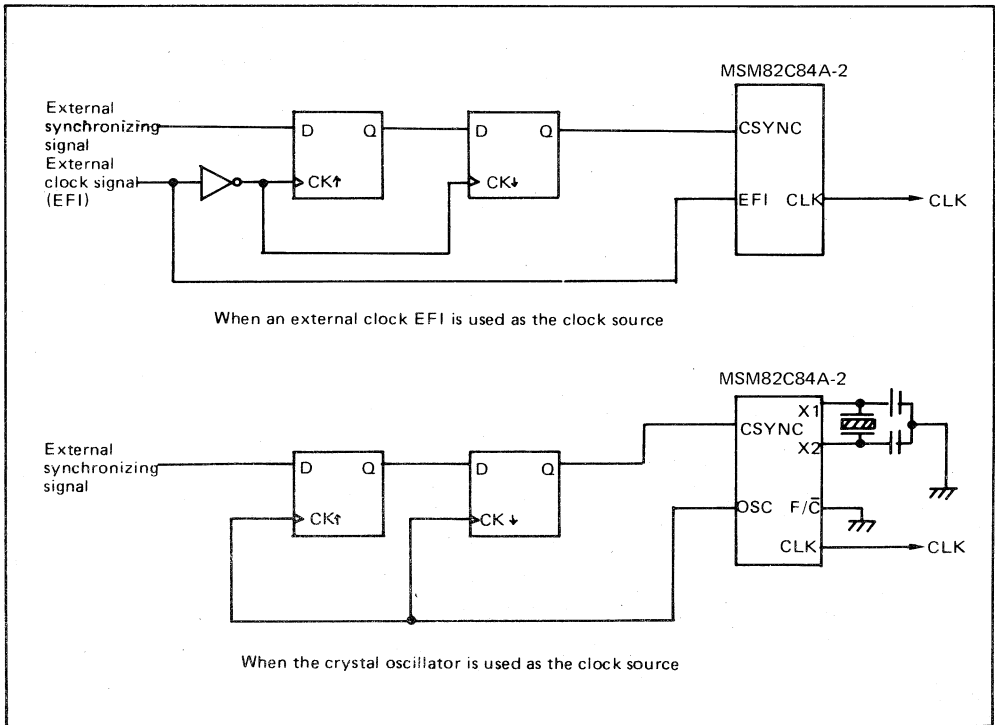 MSM82C84A-2
External
synchronizing
signal
External
clock signal
(EFI)
D Q
CK↑
D Q
CK↓
CSYNC
EFI CLK
CLK
When an external clock EFI is used as the clock source
MSM82C84A-2
External
synchronizing
signal
D Q
CK↑
D Q
CK↓
X1
CSYNC
X2
OSC F/C̅
CLK
CLK
When the crystal oscillator is used as the clock source